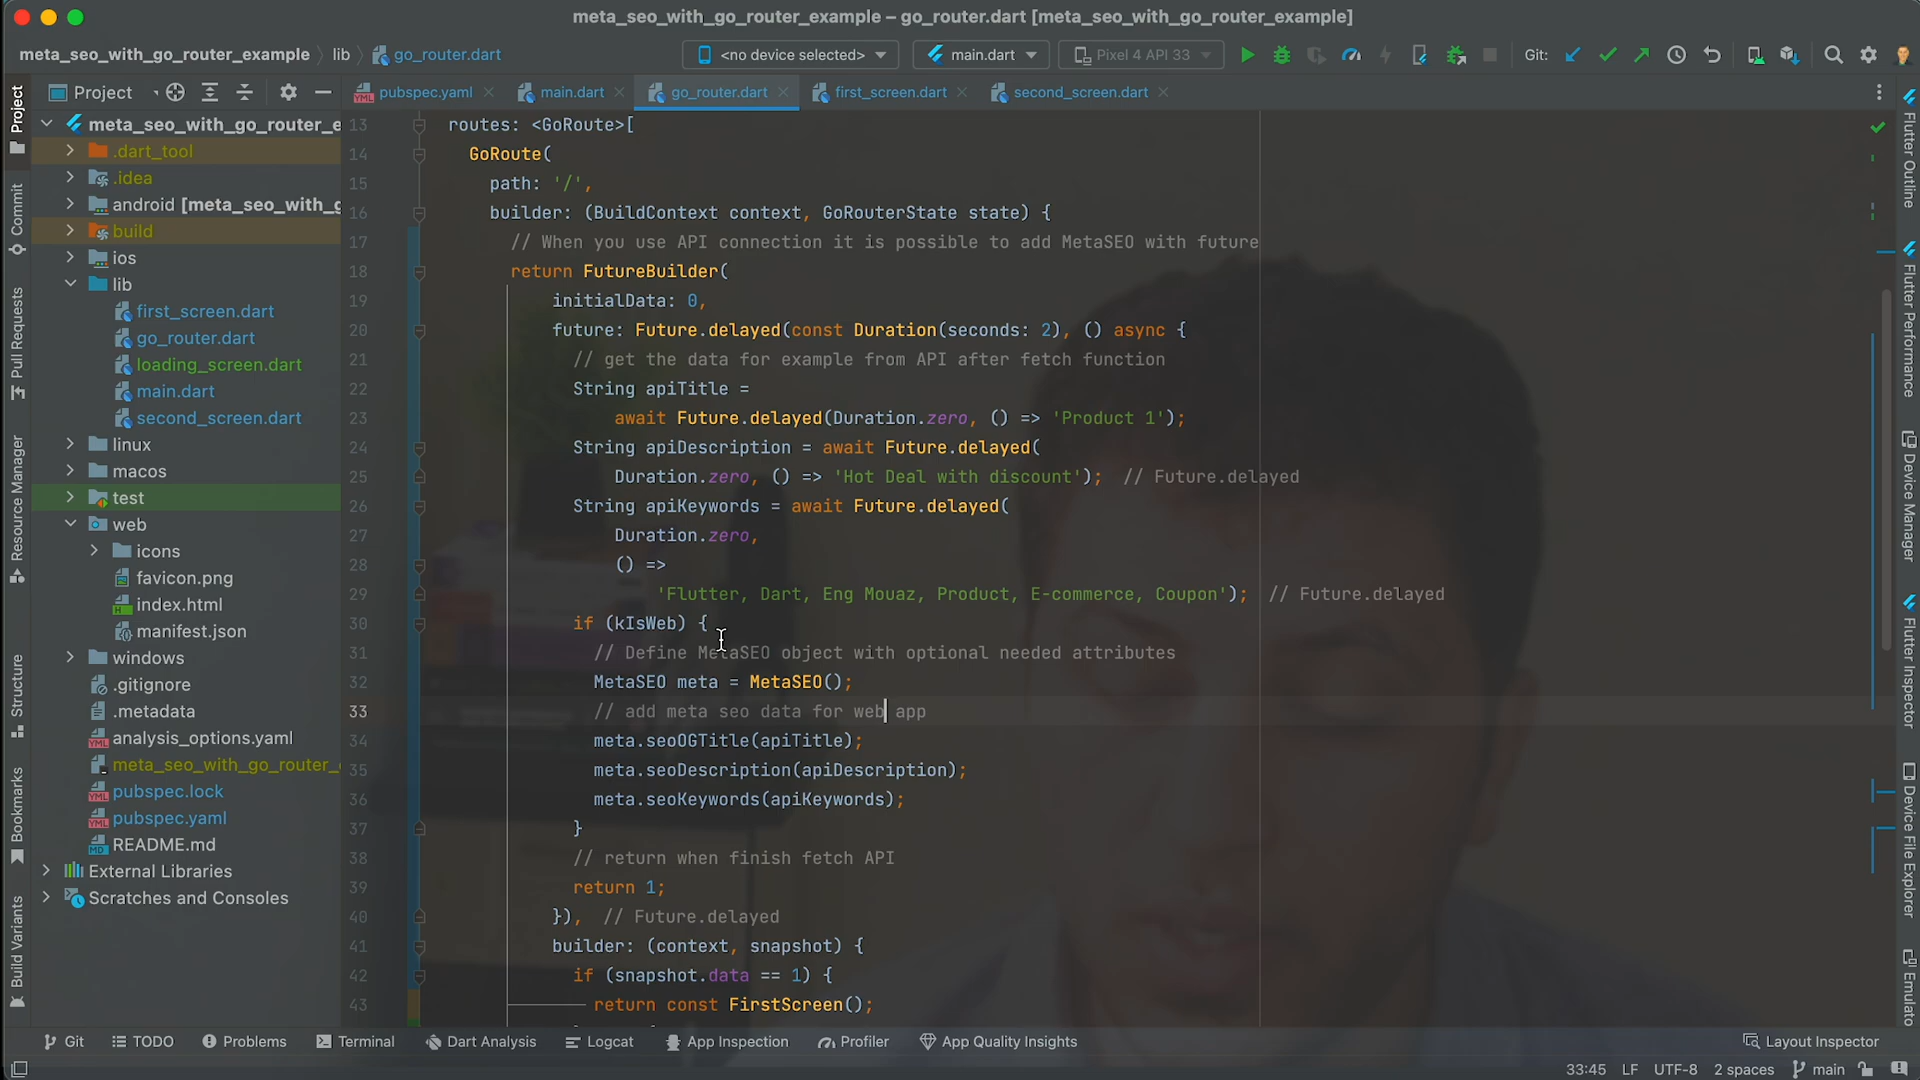 meta_seo_with_go_router_example – go_router.dart [meta_seo_with_go_router_example]
meta_seo_with_go_router_example lib go_router.dart <no device selected> main.dart Pixel 4 API 33 Git:
Project
pubspec.yaml main.dart go_router.dart first_screen.dart second_screen.dart
meta_seo_with_go_router_e
.dart_tool
.idea
android [meta_seo_with_g
build
ios
lib
first_screen.dart
go_router.dart
loading_screen.dart
main.dart
second_screen.dart
linux
macos
test
web
icons
favicon.png
index.html
manifest.json
windows
.gitignore
.metadata
analysis_options.yaml
meta_seo_with_go_router_
pubspec.lock
pubspec.yaml
README.md
External Libraries
Scratches and Consoles
13 routes: <GoRoute>[
14 GoRoute(
15 path: '/',
16 builder: (BuildContext context, GoRouterState state) {
17 // When you use API connection it is possible to add MetaSEO with future
18 return FutureBuilder(
19 initialData: 0,
20 future: Future.delayed(const Duration(seconds: 2), () async {
21 // get the data for example from API after fetch function
22 String apiTitle =
23 await Future.delayed(Duration.zero, () => 'Product 1');
24 String apiDescription = await Future.delayed(
25 Duration.zero, () => 'Hot Deal with discount'); // Future.delayed
26 String apiKeywords = await Future.delayed(
27 Duration.zero,
28 () =>
29 'Flutter, Dart, Eng Mouaz, Product, E-commerce, Coupon'); // Future.delayed
30 if (kIsWeb) {
31 // Define MetaSEO object with optional needed attributes
32 MetaSEO meta = MetaSEO();
33 // add meta seo data for web app
34 meta.seoOGTitle(apiTitle);
35 meta.seoDescription(apiDescription);
36 meta.seoKeywords(apiKeywords);
37 }
38 // return when finish fetch API
39 return 1;
40 }), // Future.delayed
41 builder: (context, snapshot) {
42 if (snapshot.data == 1) {
43 return const FirstScreen();
Project
Commit
Pull Requests
Resource Manager
Structure
Bookmarks
Build Variants
Flutter Outline
Flutter Performance
Device Manager
Flutter Inspector
Device File Explorer
Emulato
Git TODO Problems Terminal Dart Analysis Logcat App Inspection Profiler App Quality Insights Layout Inspector
33:45 LF UTF-8 2 spaces main